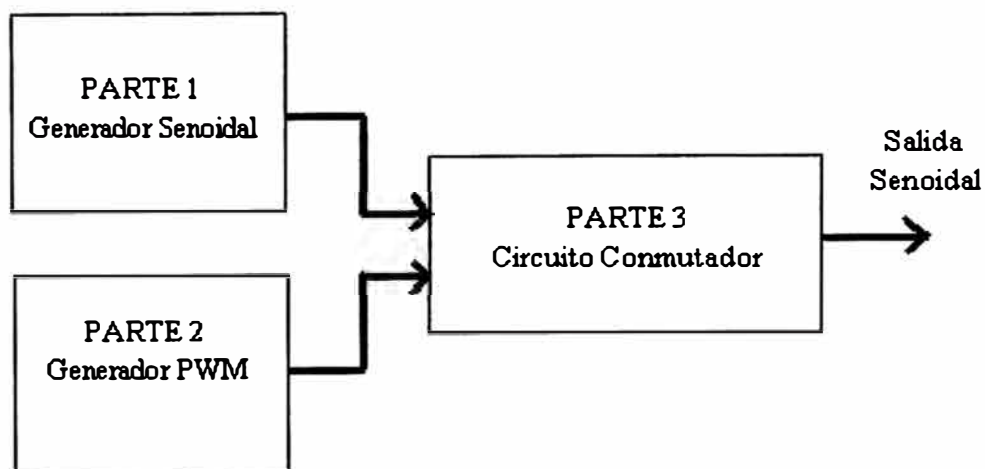 PARTE 1
Generador Senoidal
PARTE 2
Generador PWM
PARTE 3
Circuito Conmutador
Salida
Senoidal